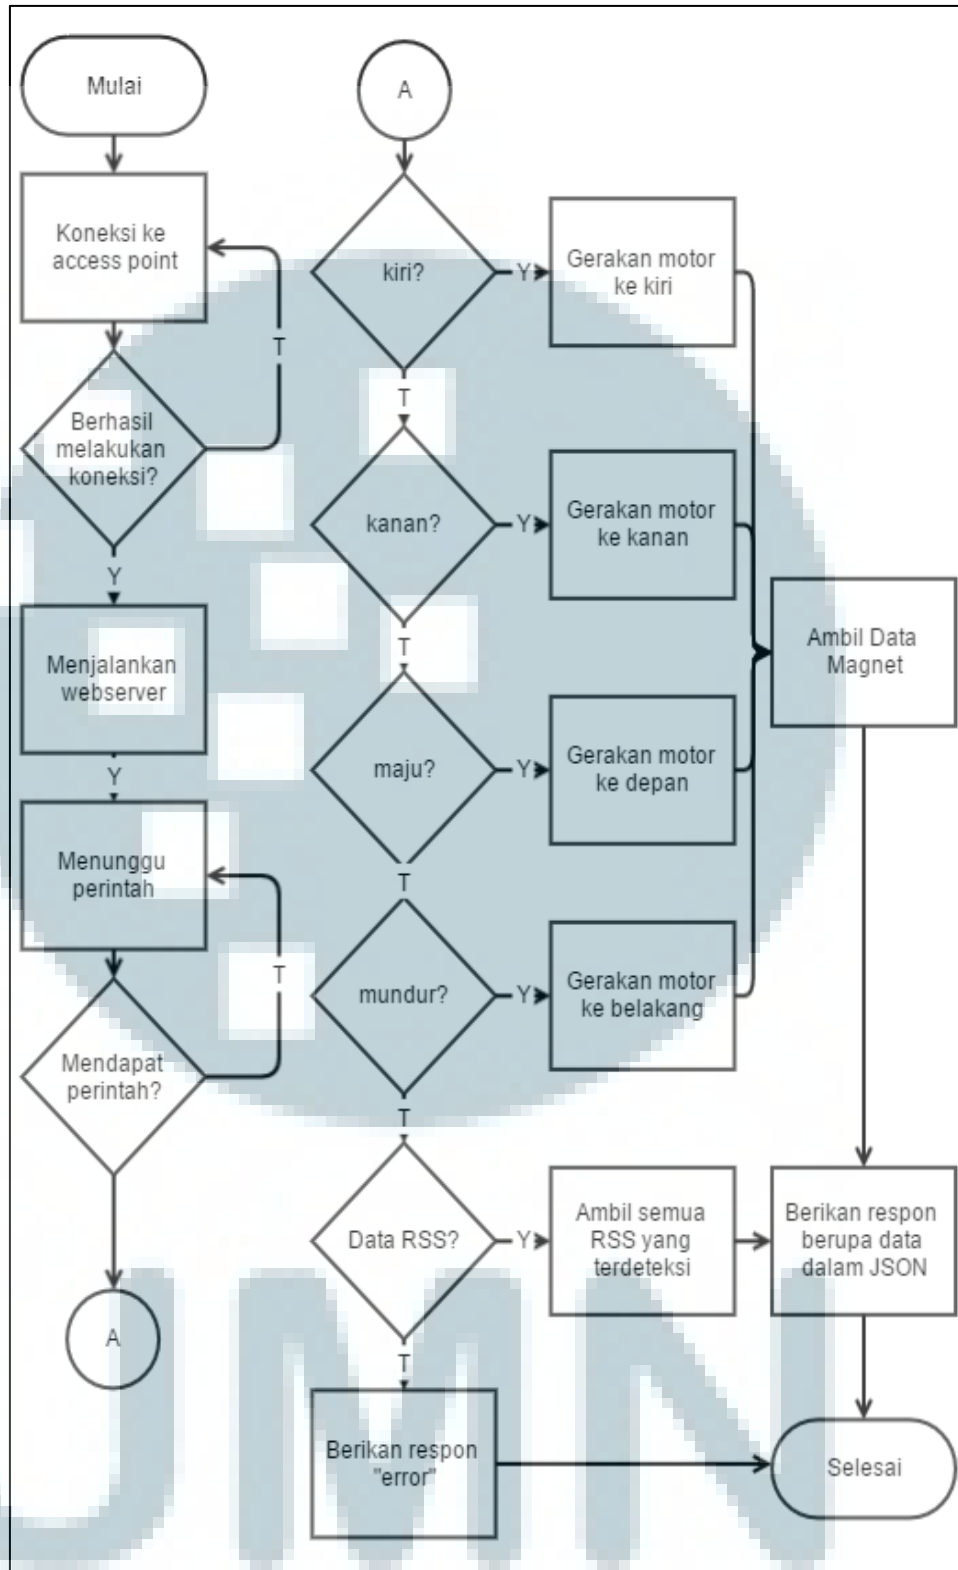 Mulai
Koneksi ke
access point
T
Berhasil
melakukan
koneksi?
Y
Menjalankan
webserver
Y
Menunggu
perintah
T
Mendapat
perintah?
A
A
kiri?
Y
Gerakan motor
ke kiri
T
kanan?
Y
Gerakan motor
ke kanan
T
maju?
Y
Gerakan motor
ke depan
T
mundur?
Y
Gerakan motor
ke belakang
T
Ambil Data
Magnet
Data RSS?
Y
Ambil semua
RSS yang
terdeteksi
Berikan respon
berupa data
dalam JSON
T
Berikan respon
"error"
Selesai
UMN